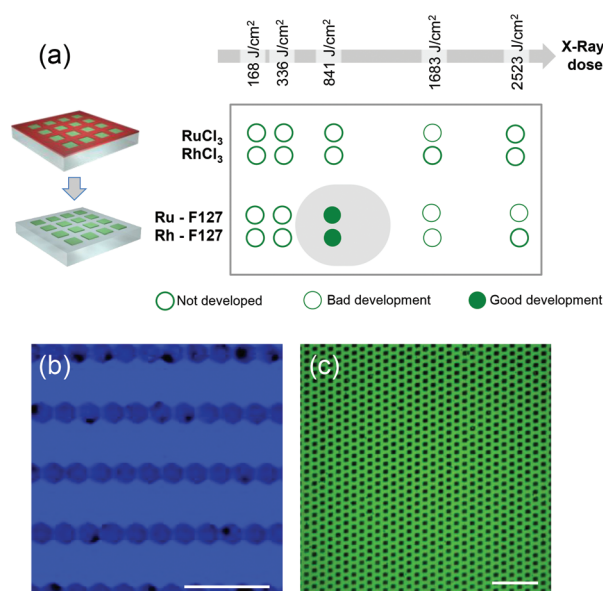 (a)
168 J/cm²
336 J/cm²
841 J/cm²
1683 J/cm²
2523 J/cm²
X-Ray
dose
RuCl₃
RhCl₃
Ru - F127
Rh - F127
Not developed
Bad development
Good development
(b)
(c)